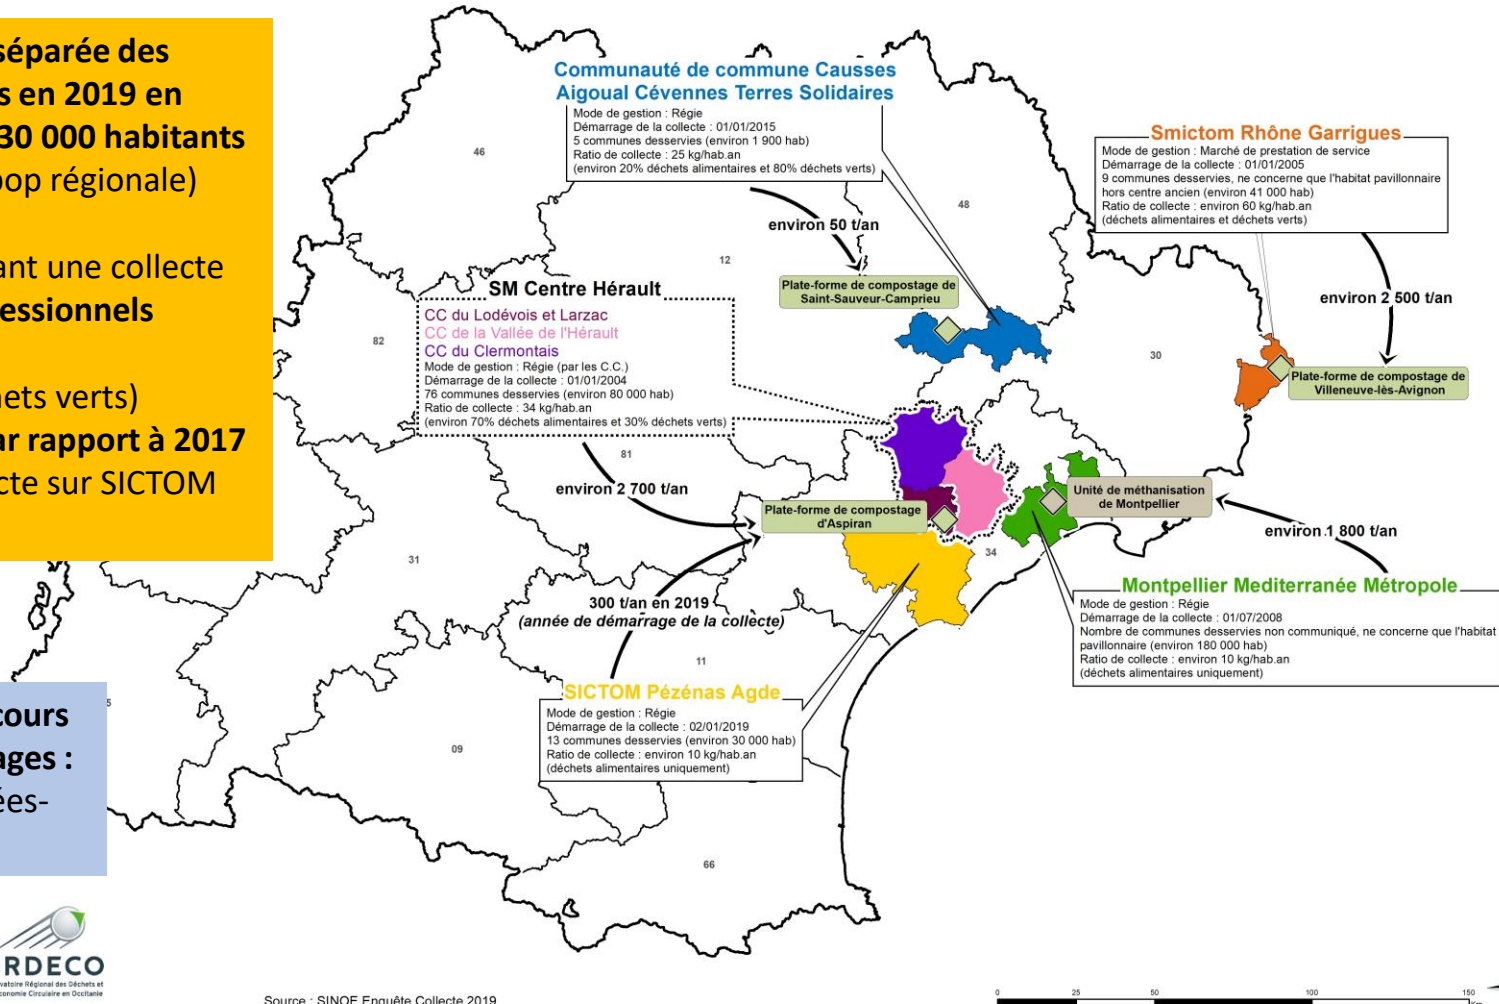 séparée des
s en 2019 en
30 000 habitants
pop régionale)
ant une collecte
fessionnels
hets verts)
ar rapport à 2017
cte sur SICTOM
cours
ages :
ées-
RDECO
vatoire Régional des Déchets et
conomie Circulaire en Occitanie
Communauté de commune Causses
Aigoual Cévennes Terres Solidaires
Mode de gestion : Régie
Démarrage de la collecte : 01/01/2015
5 communes desservies (environ 1 900 hab)
Ratio de collecte : 25 kg/hab.an
(environ 20% déchets alimentaires et 80% déchets verts)
environ 50 t/an
Plate-forme de compostage de
Saint-Sauveur-Camprieu
Smictom Rhône Garrigues
Mode de gestion : Marché de prestation de service
Démarrage de la collecte : 01/01/2005
9 communes desservies, ne concerne que l'habitat pavillonnaire
hors centre ancien (environ 41 000 hab)
Ratio de collecte : environ 60 kg/hab.an
(déchets alimentaires et déchets verts)
environ 2 500 t/an
Plate-forme de compostage de
Villeneuve-lès-Avignon
SM Centre Hérault
CC du Lodévois et Larzac
CC de la Vallée de l'Hérault
CC du Clermontais
Mode de gestion : Régie (par les C.C.)
Démarrage de la collecte : 01/01/2004
76 communes desservies (environ 80 000 hab)
Ratio de collecte : 34 kg/hab.an
(environ 70% déchets alimentaires et 30% déchets verts)
environ 2 700 t/an
Plate-forme de compostage
d'Aspiran
Unité de méthanisation
de Montpellier
environ 1 800 t/an
Montpellier Mediterranée Métropole
Mode de gestion : Régie
Démarrage de la collecte : 01/07/2008
Nombre de communes desservies non communiqué, ne concerne que l'habitat
pavillonnaire (environ 180 000 hab)
Ratio de collecte : environ 10 kg/hab.an
(déchets alimentaires uniquement)
300 t/an en 2019
(année de démarrage de la collecte)
SICTOM Pézénas Agde
Mode de gestion : Régie
Démarrage de la collecte : 02/01/2019
13 communes desservies (environ 30 000 hab)
Ratio de collecte : environ 10 kg/hab.an
(déchets alimentaires uniquement)
46
48
12
82
30
81
31
34
11
09
66
5
Source : SINOE Enquête Collecte 2019
0 25 50 100 150
Km